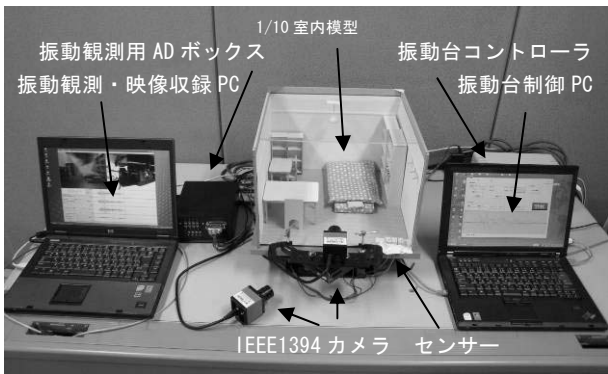 1/10 室内模型
振動観測用 AD ボックス
振動観測・映像収録 PC
振動台コントローラ
振動台制御 PC
IEEE1394 カメラ センサー